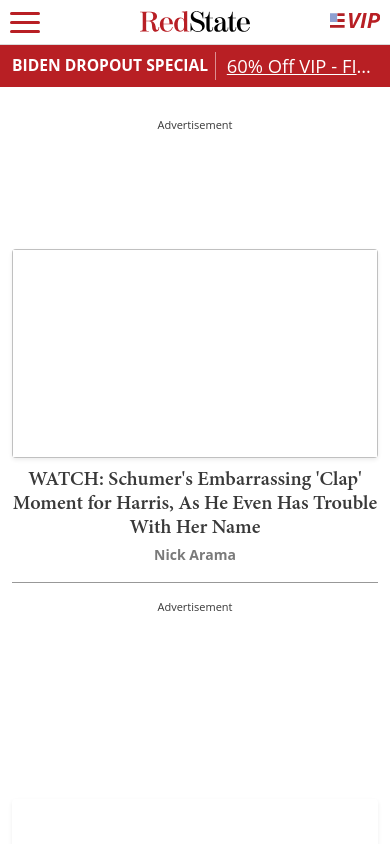 RedState
VIP
BIDEN DROPOUT SPECIAL
60% Off VIP - FI...
Advertisement
WATCH: Schumer's Embarrassing 'Clap'
Moment for Harris, As He Even Has Trouble
With Her Name
Nick Arama
Advertisement